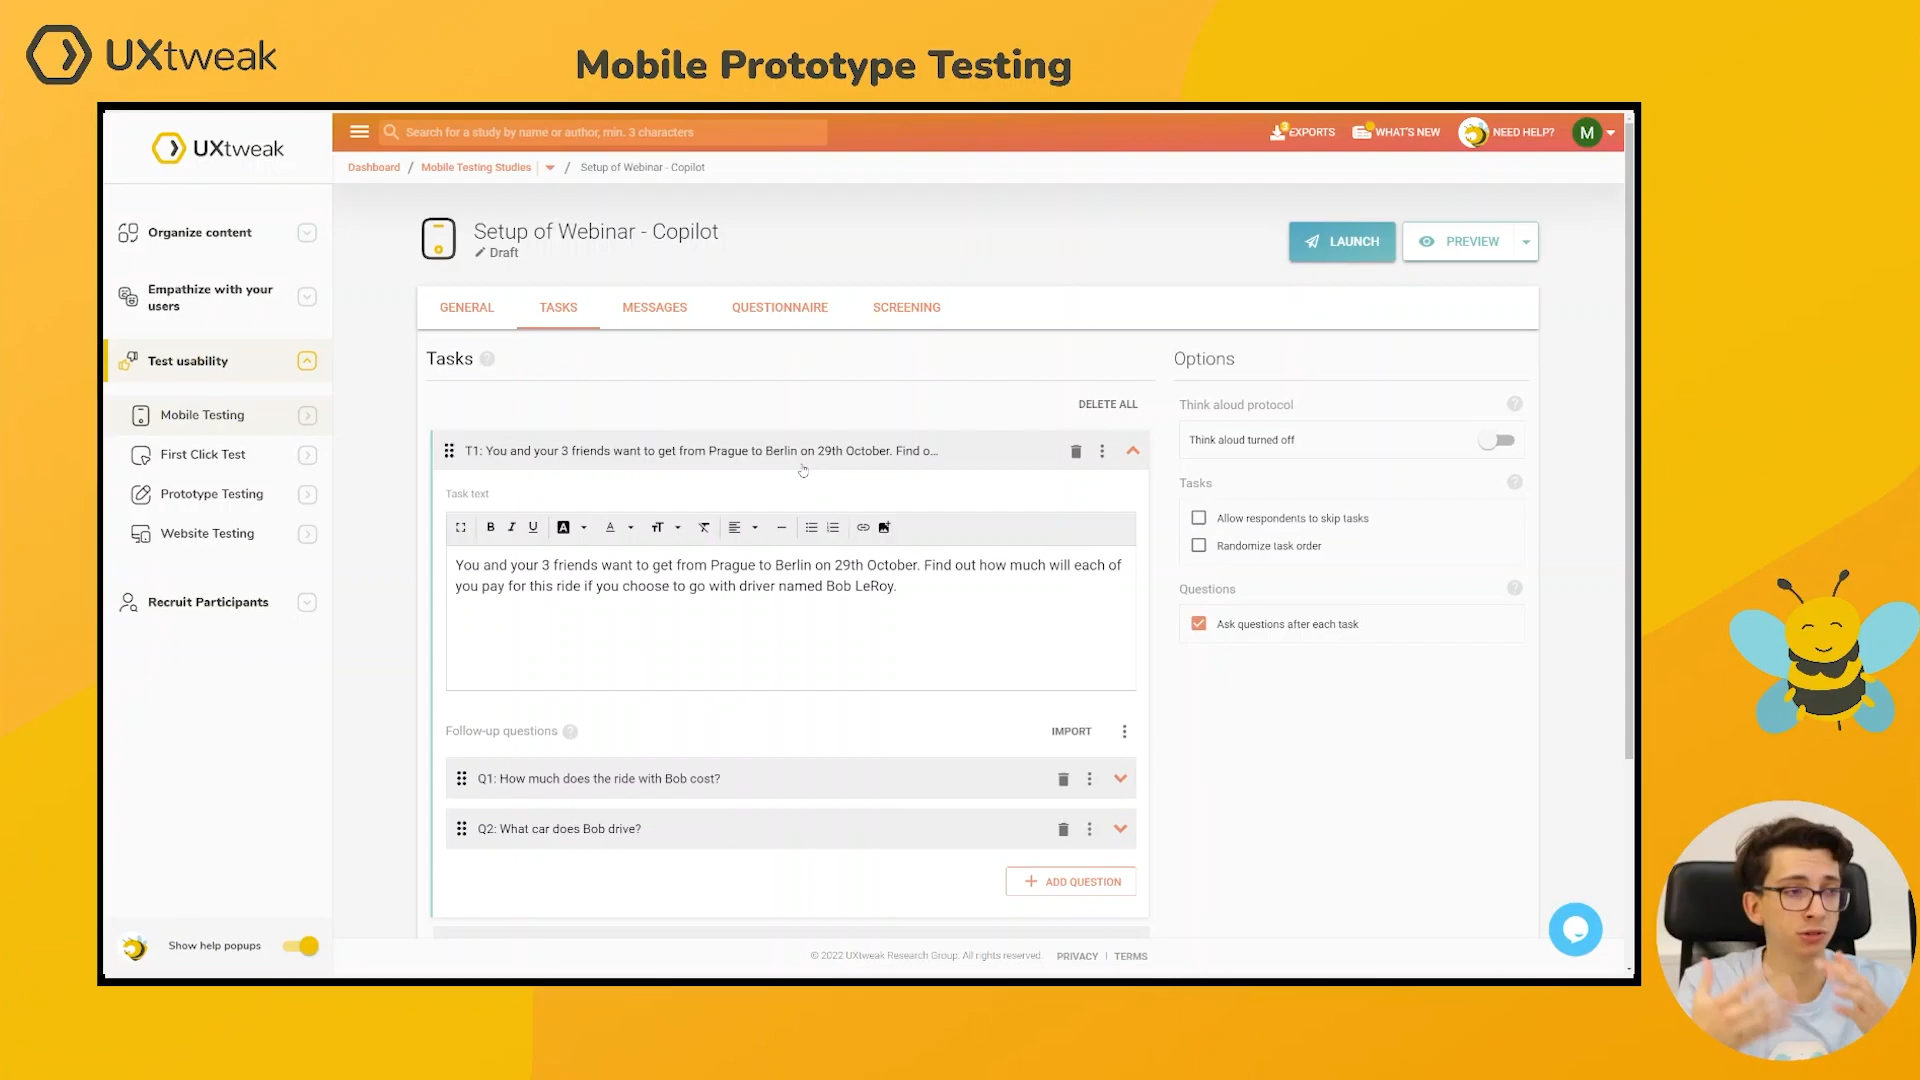 UXtweak
Mobile Prototype Testing
UXtweak
Search for a study by name or author, min. 3 characters
3
EXPORTS
WHAT'S NEW
NEED HELP?
M
Dashboard / Mobile Testing Studies / Setup of Webinar - Copilot
Organize content
Empathize with your
users
Test usability
Mobile Testing
First Click Test
Prototype Testing
Website Testing
Recruit Participants
Show help popups
Setup of Webinar - Copilot
Draft
LAUNCH
PREVIEW
GENERAL
TASKS
MESSAGES
QUESTIONNAIRE
SCREENING
Tasks ?
DELETE ALL
T1: You and your 3 friends want to get from Prague to Berlin on 29th October. Find o...
Task text
B I U A A TT
You and your 3 friends want to get from Prague to Berlin on 29th October. Find out how much will each of
you pay for this ride if you choose to go with driver named Bob LeRoy.
Follow-up questions ?
IMPORT
Q1: How much does the ride with Bob cost?
Q2: What car does Bob drive?
+ ADD QUESTION
Options
Think aloud protocol ?
Think aloud turned off
Tasks ?
Allow respondents to skip tasks
Randomize task order
Questions ?
Ask questions after each task
© 2022 UXtweak Research Group. All rights reserved. PRIVACY | TERMS